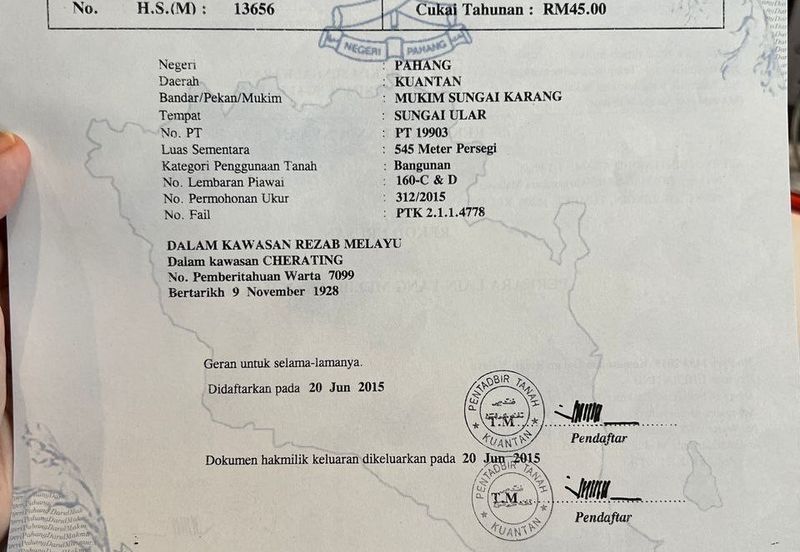 No. H.S.(M) : 13656
Cukai Tahunan : RM45.00
NEGERI PAHANG
Negeri : PAHANG
Daerah : KUANTAN
Bandar/Pekan/Mukim : MUKIM SUNGAI KARANG
Tempat : SUNGAI ULAR
No. PT : PT 19903
Luas Sementara : 545 Meter Persegi
Kategori Penggunaan Tanah : Bangunan
No. Lembaran Piawai : 160-C & D
No. Permohonan Ukur : 312/2015
No. Fail : PTK 2.1.1.4778
DALAM KAWASAN REZAB MELAYU
Dalam kawasan CHERATING
No. Pemberitahuan Warta 7099
Bertarikh 9 November 1928
Geran untuk selama-lamanya.
Didaftarkan pada 20 Jun 2015
PENTADBIR TANAH
T.M
KUANTAN
Pendaftar
Dokumen hakmilik keluaran dikeluarkan pada 20 Jun 2015
PENTADBIR TANAH
T.M
KUANTAN
Pendaftar